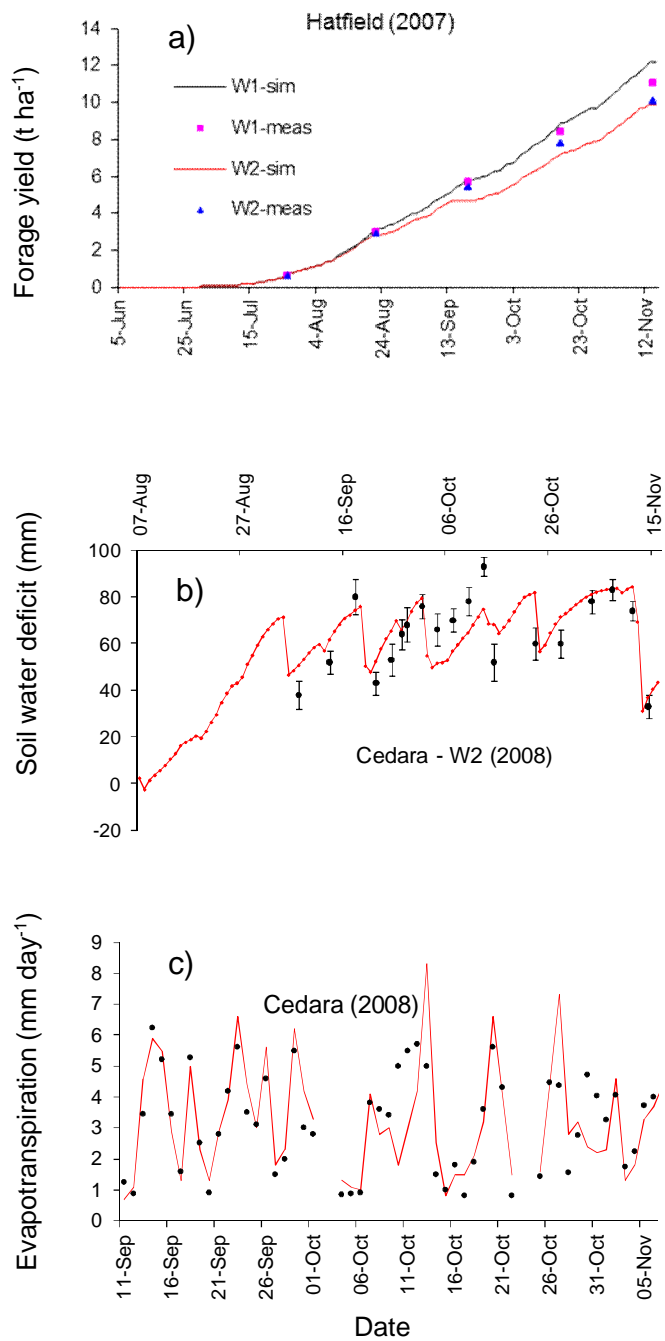 a)
Hatfield (2007)
Forage yield (t ha⁻¹)
14
12
10
8
6
4
2
0
W1-sim
W1-meas
W2-sim
W2-meas
5-Jun
25-Jun
15-Jul
4-Aug
24-Aug
13-Sep
3-Oct
23-Oct
12-Nov
07-Aug
27-Aug
16-Sep
06-Oct
26-Oct
15-Nov
b)
Soil water deficit (mm)
100
80
60
40
20
0
-20
Cedara - W2 (2008)
c)
Cedara (2008)
Evapotranspiration (mm day⁻¹)
9
8
7
6
5
4
3
2
1
0
11-Sep
16-Sep
21-Sep
26-Sep
01-Oct
06-Oct
11-Oct
16-Oct
21-Oct
26-Oct
31-Oct
05-Nov
Date